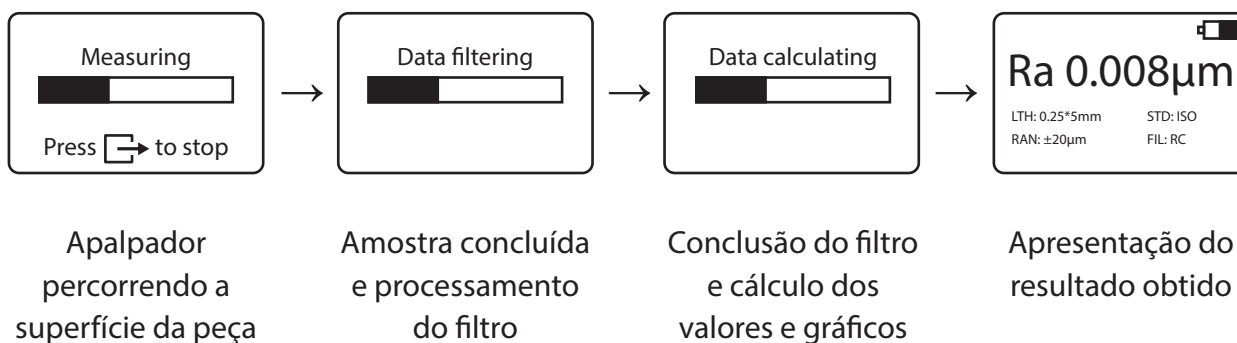 Measuring
Press to stop
Data filtering
Data calculating
Ra 0.008µm
LTH: 0.25*5mm STD: ISO
RAN: ±20µm FIL: RC
Apalpador
percorrendo a
superfície da peça
Amostra concluída
e processamento
do filtro
Conclusão do filtro
e cálculo dos
valores e gráficos
Apresentação do
resultado obtido